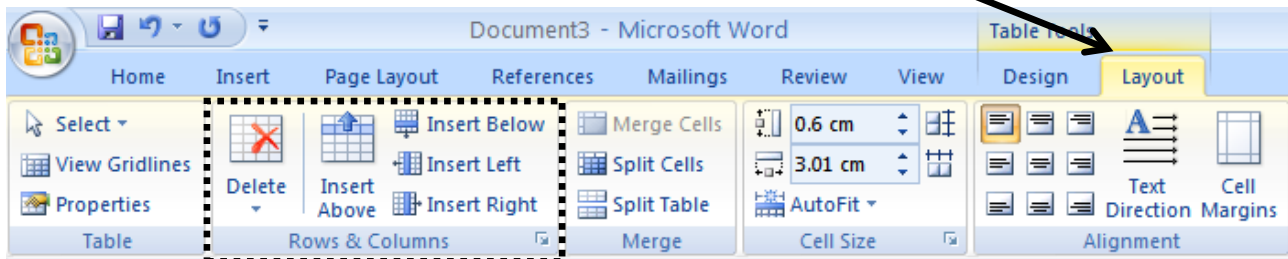 Document3 - Microsoft Word Table Tools
Home Insert Page Layout References Mailings Review View Design Layout
Select
View Gridlines
Properties
Table
Delete
Insert Above
Insert Below
Insert Left
Insert Right
Rows & Columns
Merge Cells
Split Cells
Split Table
Merge
0.6 cm
3.01 cm
AutoFit
Cell Size
Text Direction
Cell Margins
Alignment